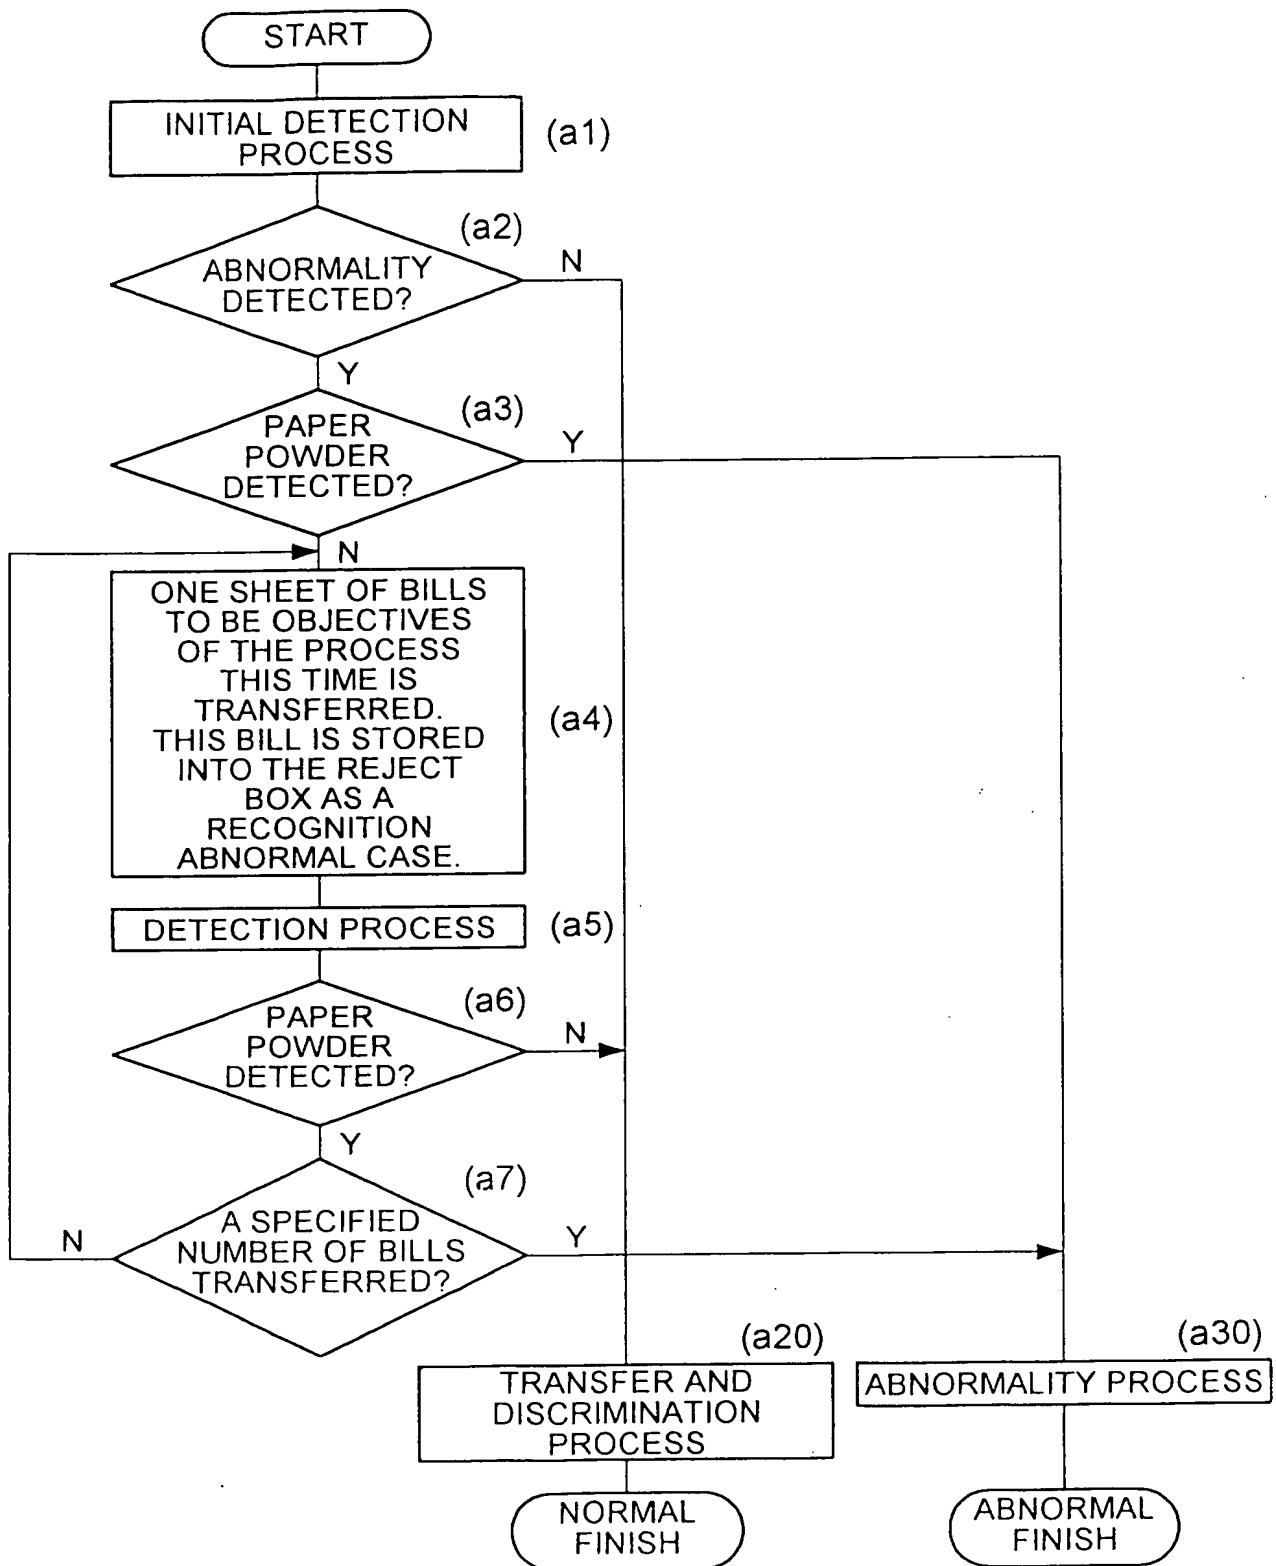 START
INITIAL DETECTION
PROCESS
(a1)
(a2)
ABNORMALITY
DETECTED?
N
Y
(a3)
PAPER
POWDER
DETECTED?
Y
N
ONE SHEET OF BILLS
TO BE OBJECTIVES
OF THE PROCESS
THIS TIME IS
TRANSFERRED.
THIS BILL IS STORED
INTO THE REJECT
BOX AS A
RECOGNITION
ABNORMAL CASE.
(a4)
DETECTION PROCESS
(a5)
(a6)
PAPER
POWDER
DETECTED?
N
Y
(a7)
A SPECIFIED
NUMBER OF BILLS
TRANSFERRED?
N
Y
(a20)
TRANSFER AND
DISCRIMINATION
PROCESS
(a30)
ABNORMALITY PROCESS
NORMAL
FINISH
ABNORMAL
FINISH